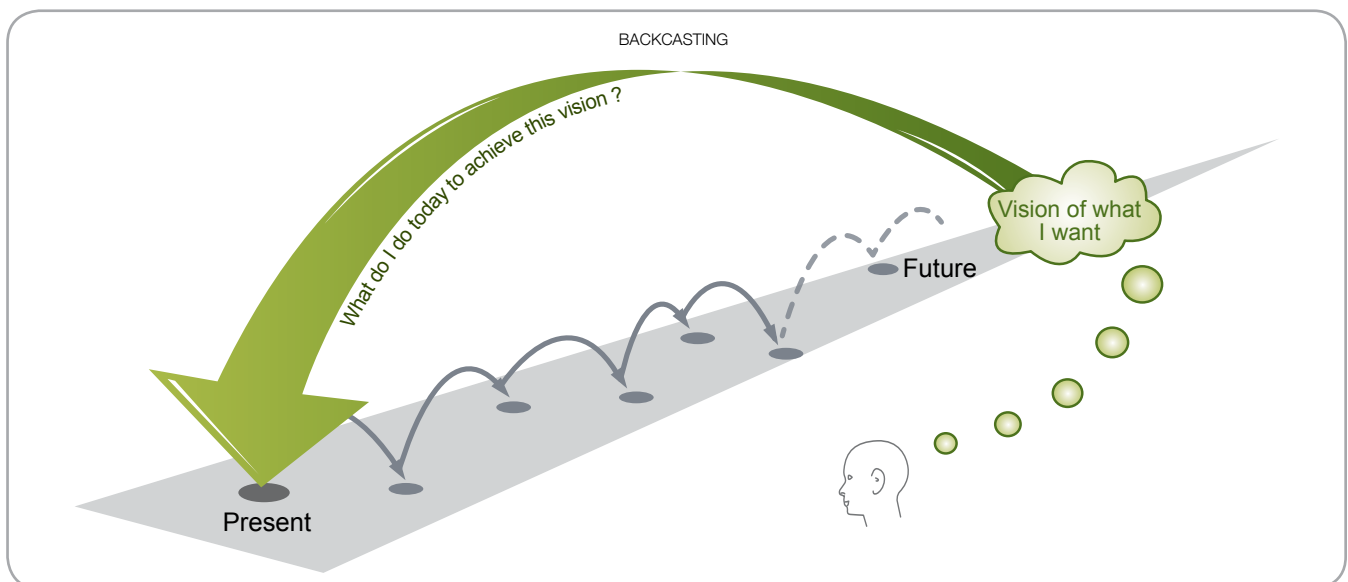 BACKCASTING
What do I do today to achieve this vision ?
Vision of what
I want
Future
Present